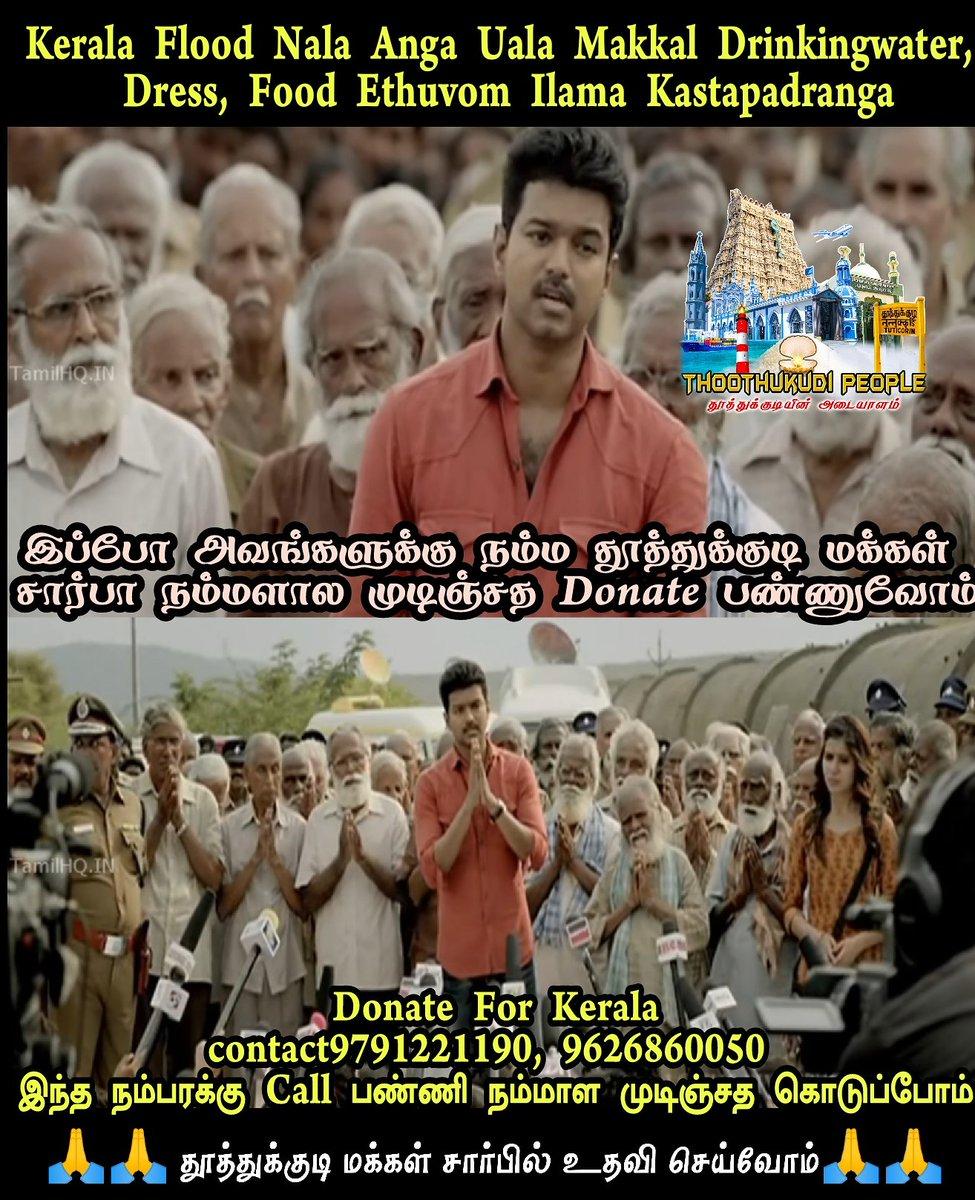 Kerala Flood Nala Anga Uala Makkal Drinkingwater,
Dress, Food Ethuvom Ilama Kastapadranga
TamilHQ.IN
தூத்துக்குடி
TUTICORIN
THOOTHUKUDI PEOPLE
தூத்துக்குடியின் அடையாளம்
இப்போ அவங்களுக்கு நம்ம தூத்துக்குடி மக்கள்
சார்பா நம்மளால முடிஞ்சத Donate பண்ணுவோம்
TamilHQ.IN
Donate For Kerala
contact9791221190, 9626860050
இந்த நம்பரக்கு Call பண்ணி நம்மாள முடிஞ்சத கொடுப்போம்
🙏🙏 தூத்துக்குடி மக்கள் சார்பில் உதவி செய்வோம்🙏🙏